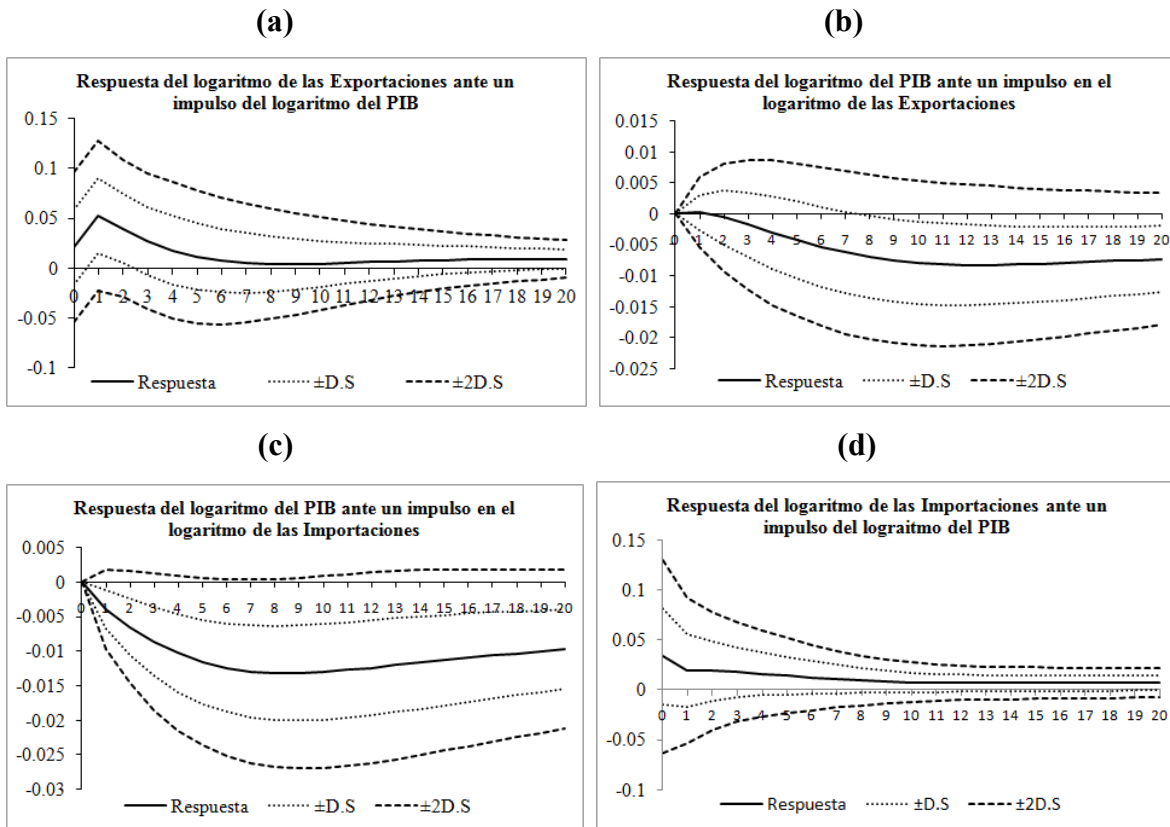 (a)
(b)
Respuesta del logaritmo de las Exportaciones ante un
impulso del logaritmo del PIB
0.15
0.1
0.05
0
-0.05
-0.1
0 1 2 3 4 5 6 7 8 9 10 11 12 13 14 15 16 17 18 19 20
Respuesta ±D.S ±2D.S
Respuesta del logaritmo del PIB ante un impulso en el
logaritmo de las Exportaciones
0.015
0.01
0.005
0
-0.005
-0.01
-0.015
-0.02
-0.025
0 1 2 3 4 5 6 7 8 9 10 11 12 13 14 15 16 17 18 19 20
Respuesta ±D.S ±2D.S
(c)
(d)
Respuesta del logaritmo del PIB ante un impulso en el
logaritmo de las Importaciones
0.005
0
-0.005
-0.01
-0.015
-0.02
-0.025
-0.03
0 1 2 3 4 5 6 7 8 9 10 11 12 13 14 15 16 17 18 19 20
Respuesta ±D.S ±2D.S
Respuesta del logaritmo de las Importaciones ante un
impulso del lograitmo del PIB
0.15
0.1
0.05
0
-0.05
-0.1
0 1 2 3 4 5 6 7 8 9 10 11 12 13 14 15 16 17 18 19 20
Respuesta ±D.S ±2D.S